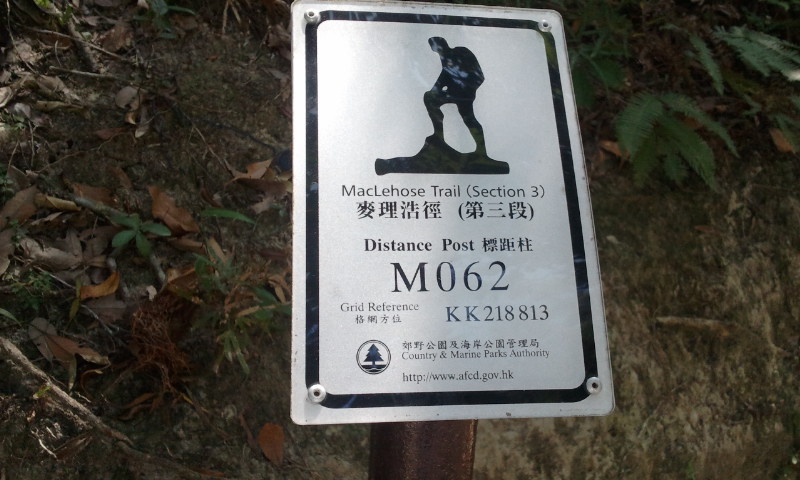 MacLehose Trail (Section 3)
麥理浩徑 (第三段)
Distance Post 標距柱
M062
Grid Reference KK218813
格網方位
郊野公園及海岸公園管理局
Country & Marine Parks Authority
http://www.afcd.gov.hk